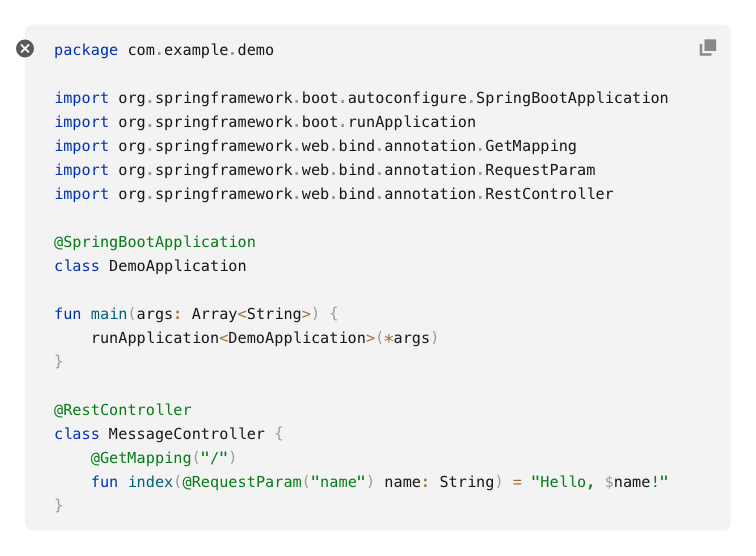 package com.example.demo
import org.springframework.boot.autoconfigure.SpringBootApplication
import org.springframework.boot.runApplication
import org.springframework.web.bind.annotation.GetMapping
import org.springframework.web.bind.annotation.RequestParam
import org.springframework.web.bind.annotation.RestController
@SpringBootApplication
class DemoApplication
fun main(args: Array<String>) {
    runApplication<DemoApplication>(*args)
}
@RestController
class MessageController {
    @GetMapping("/")
    fun index(@RequestParam("name") name: String) = "Hello, $name!"
}